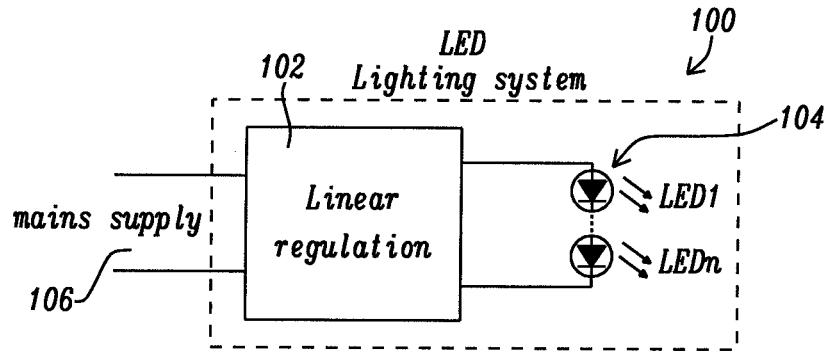 100
LED
Lighting system
102
104
Linear
regulation
mains supply
106
LED1
LEDn